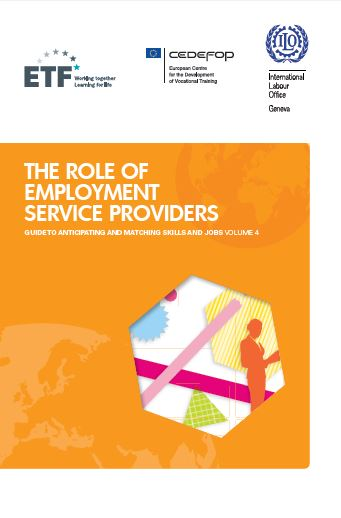 ETF
Working together
Learning for life
CEDEFOP
European Centre
for the Development
of Vocational Training
ILO
International
Labour
Office
Geneva
THE ROLE OF
EMPLOYMENT
SERVICE PROVIDERS
GUIDE TO ANTICIPATING AND MATCHING SKILLS AND JOBS VOLUME 4